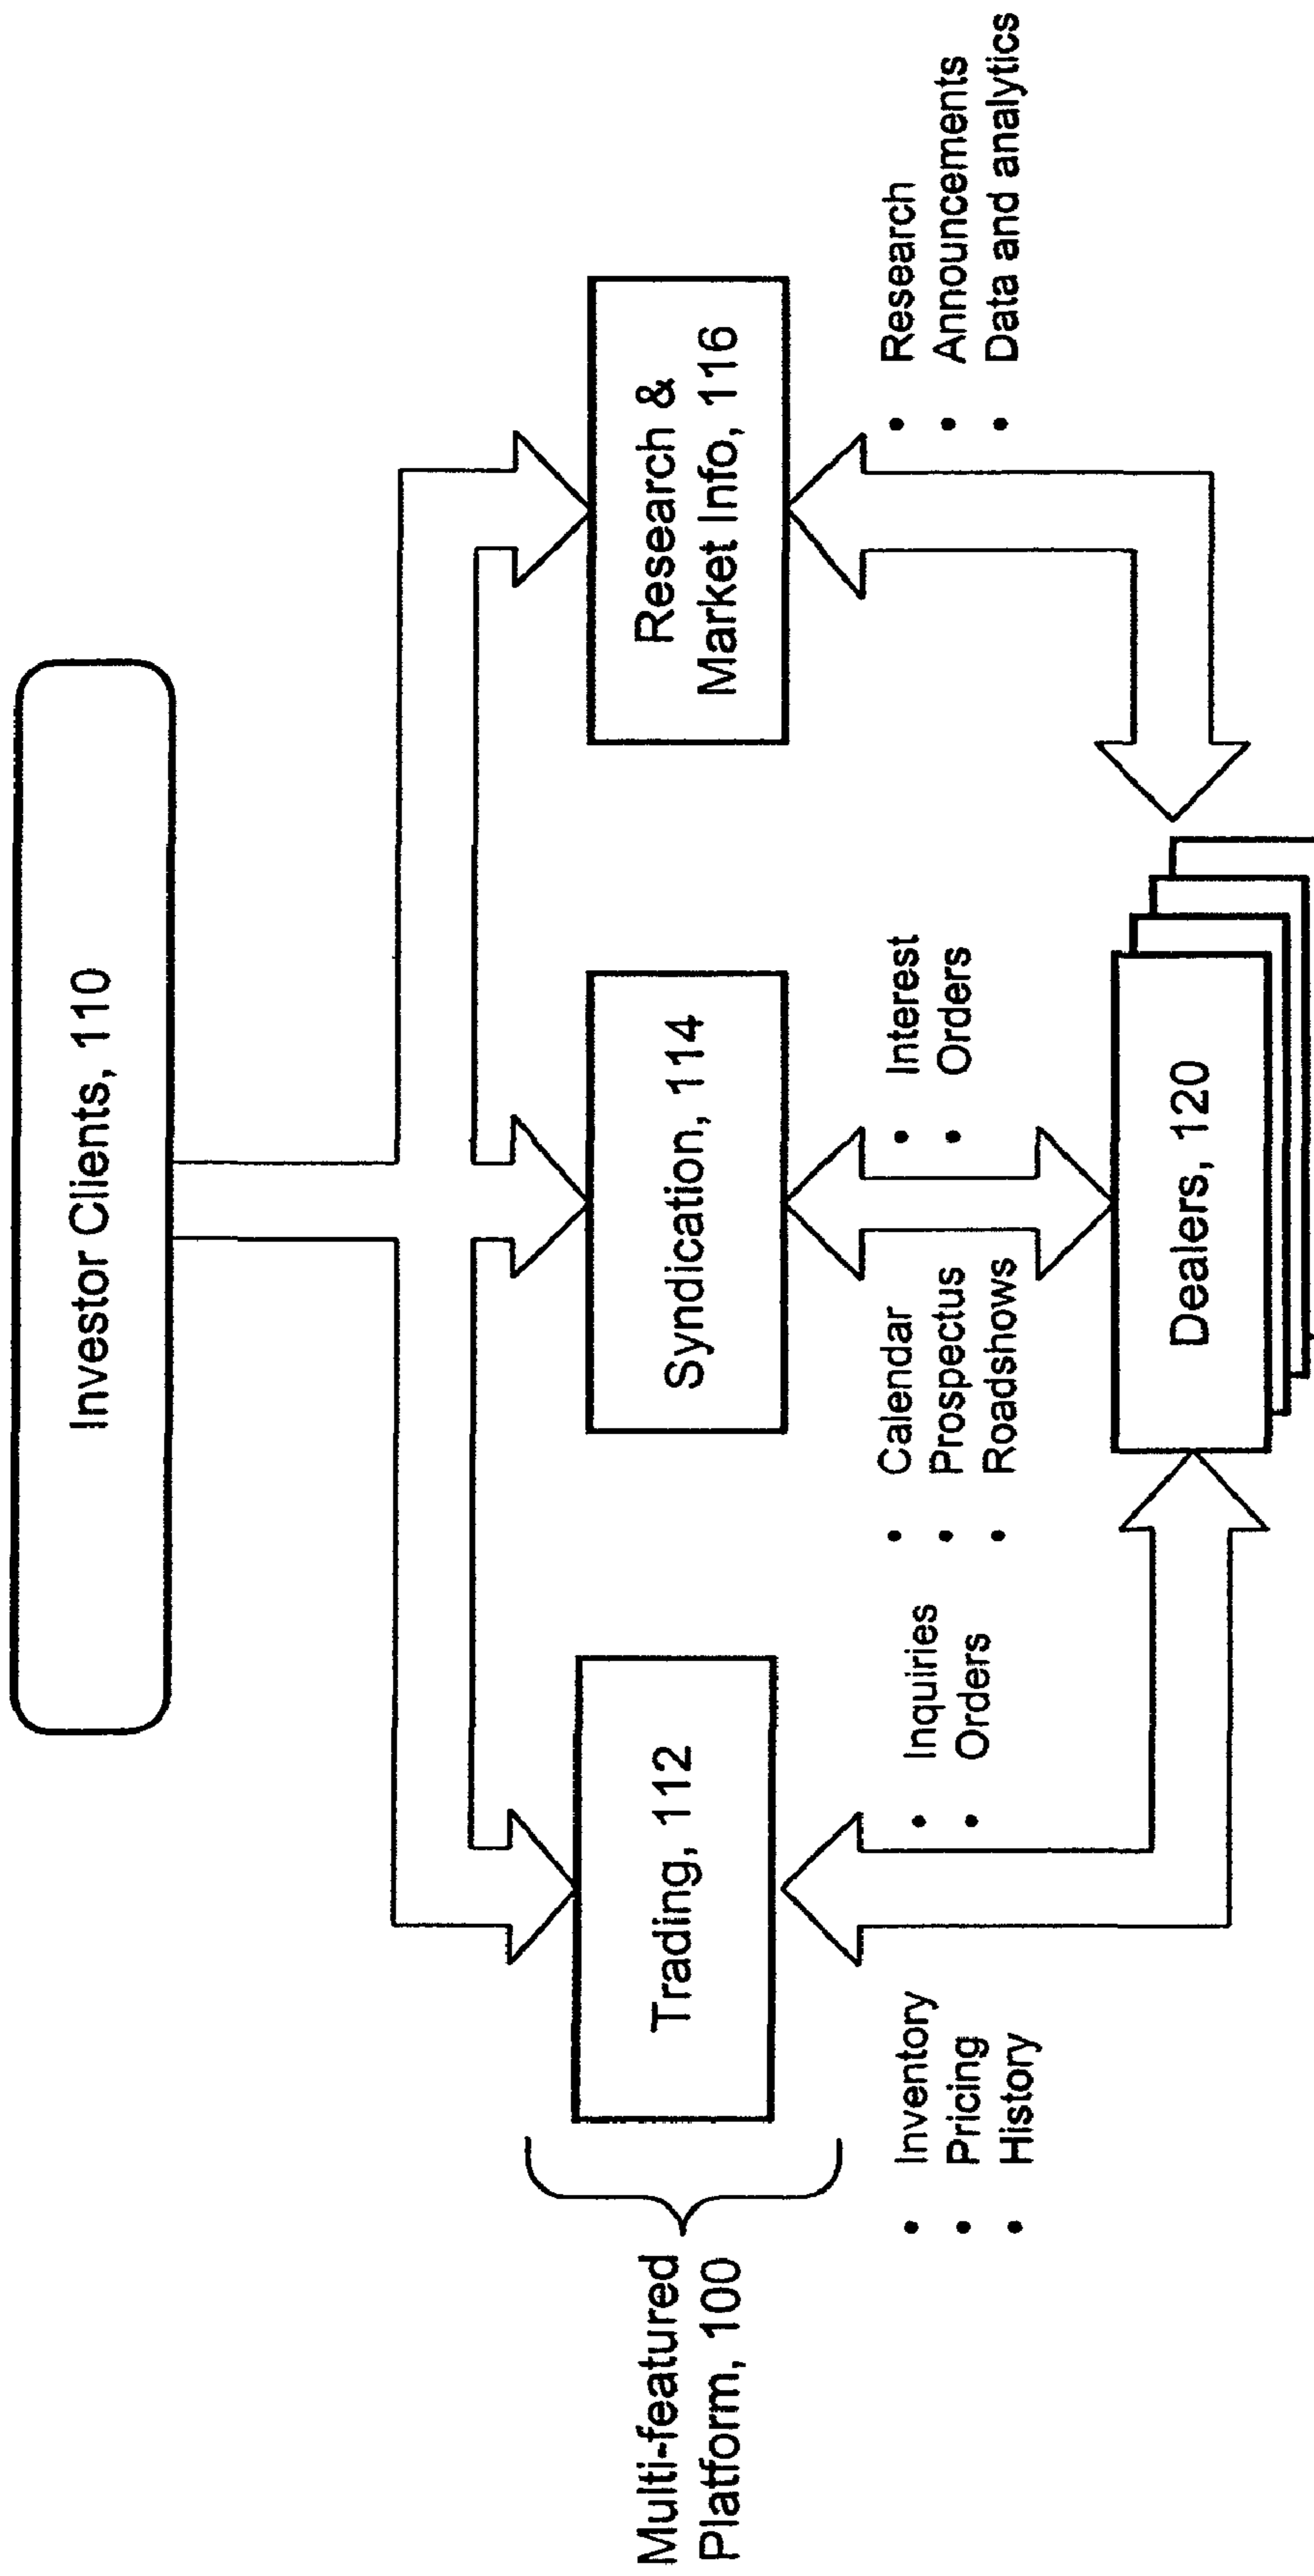 Investor Clients, 110
Multi-featured
Platform, 100
Trading, 112
Syndication, 114
Research &
Market Info, 116
• Inventory
• Pricing
• History
• Inquiries
• Orders
• Calendar
• Prospectus
• Roadshows
• Interest
• Orders
• Research
• Announcements
• Data and analytics
Dealers, 120